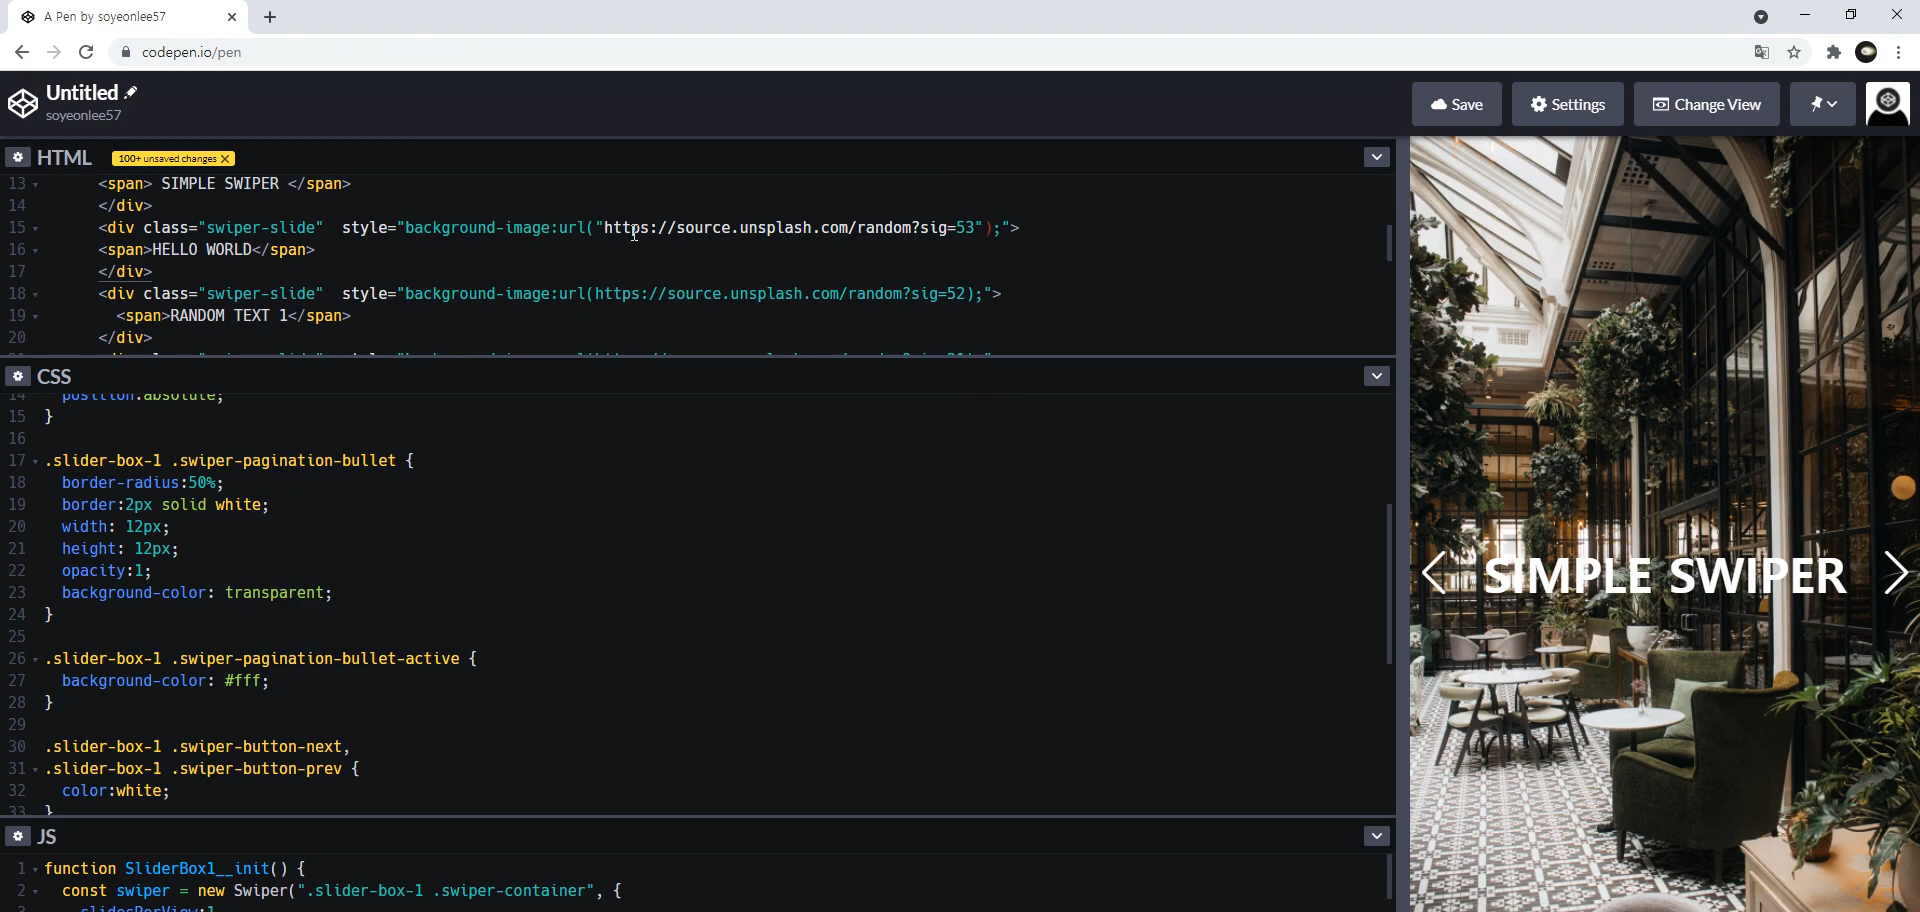 A Pen by soyeonlee57
codepen.io/pen
Untitled
soyeonlee57
Save
Settings
Change View
HTML
100+ unsaved changes
13 <span> SIMPLE SWIPER </span>
14 </div>
15 <div class="swiper-slide"  style="background-image:url("https://source.unsplash.com/random?sig=53");">
16 <span>HELLO WORLD</span>
17 </div>
18 <div class="swiper-slide"  style="background-image:url(https://source.unsplash.com/random?sig=52);">
19 <span>RANDOM TEXT 1</span>
20 </div>
CSS
14 position:absolute;
15 }
16
17 .slider-box-1 .swiper-pagination-bullet {
18 border-radius:50%;
19 border:2px solid white;
20 width: 12px;
21 height: 12px;
22 opacity:1;
23 background-color: transparent;
24 }
25
26 .slider-box-1 .swiper-pagination-bullet-active {
27 background-color: #fff;
28 }
29
30 .slider-box-1 .swiper-button-next,
31 .slider-box-1 .swiper-button-prev {
32 color:white;
33 }
JS
1 function SliderBox1__init() {
2 const swiper = new Swiper(".slider-box-1 .swiper-container", {
3 slidesPerView:1
SIMPLE SWIPER